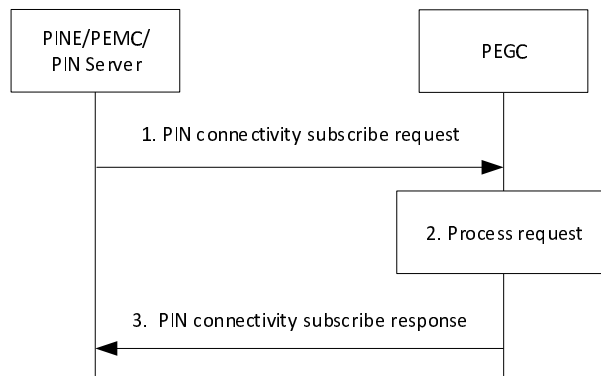 PINE/PEMC/
PIN Server
PEGC
1. PIN connectivity subscribe request
2. Process request
3. PIN connectivity subscribe response